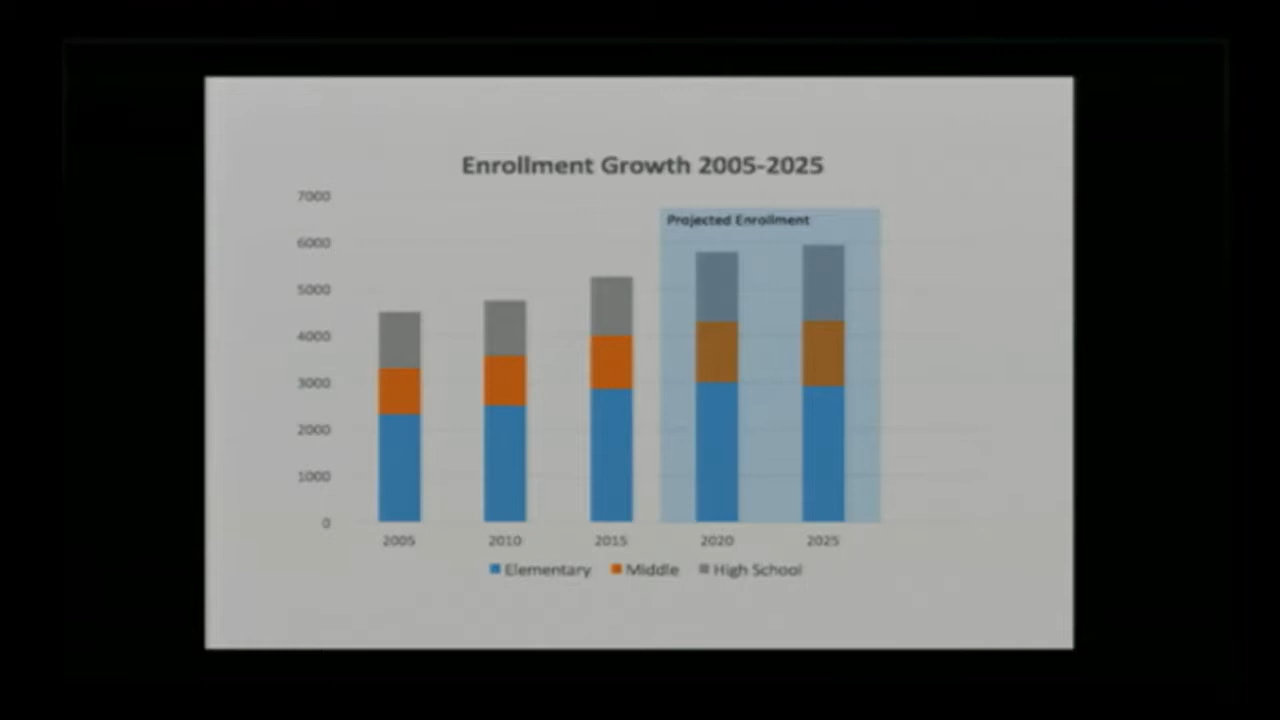 Enrollment Growth 2005-2025
7000
Projected Enrollment
6000
5000
4000
3000
2000
1000
0
2005 2010 2015 2020 2025
Elementary Middle High School